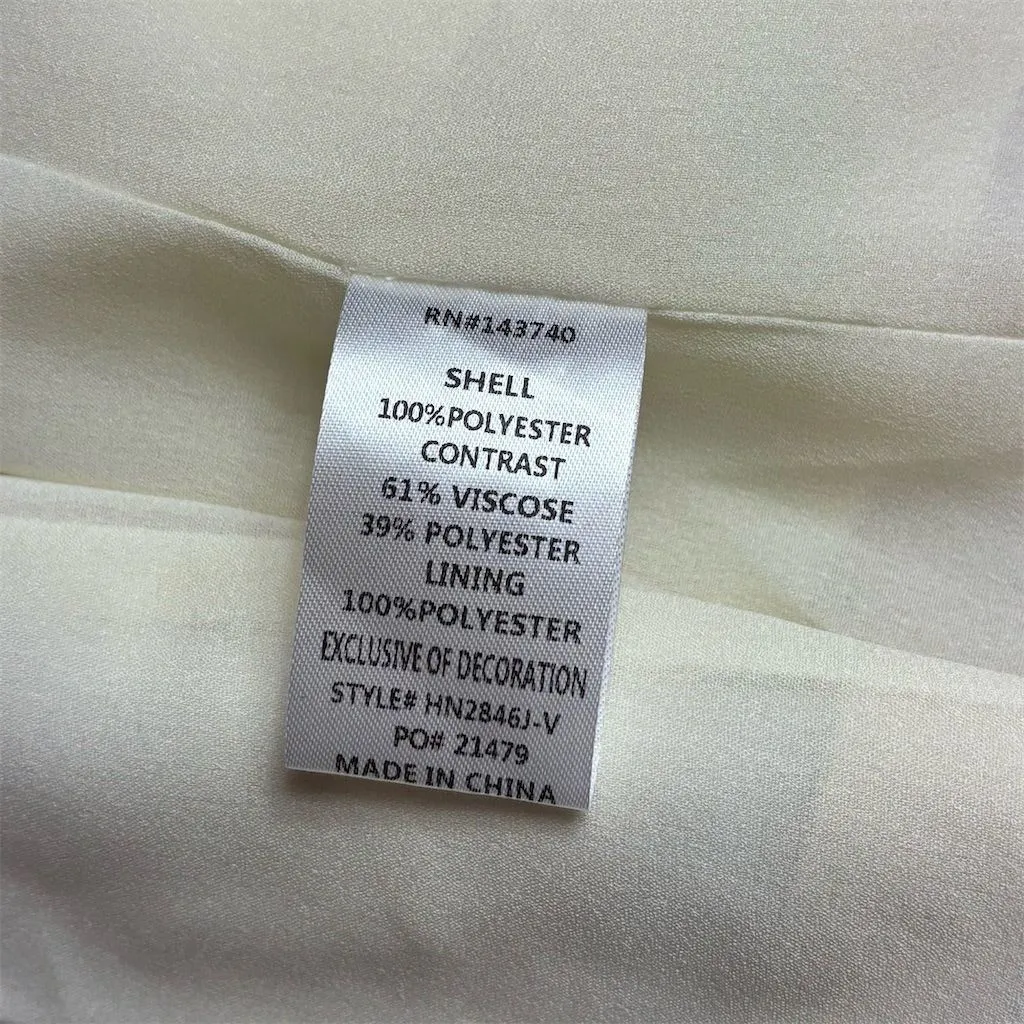 RN#143740
SHELL
100%POLYESTER
CONTRAST
61% VISCOSE
39% POLYESTER
LINING
100%POLYESTER
EXCLUSIVE OF DECORATION
STYLE# HN2846J-V
PO# 21479
MADE IN CHINA